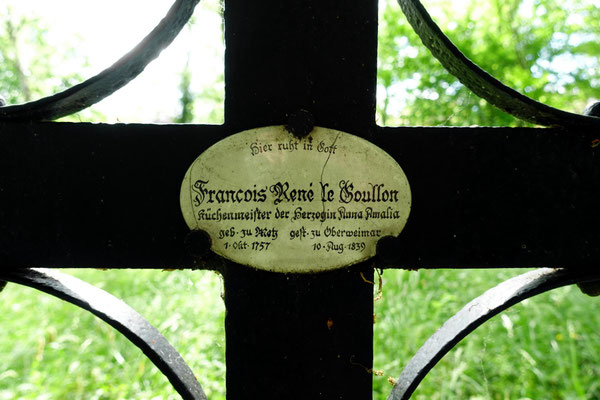 Hier ruht in Gott
Francois René le Goullon
Küchenmeister der Herzogin Anna Amalia
geb. zu Metz gest. zu Oberweimar
1. Okt. 1757 10. Aug. 1839